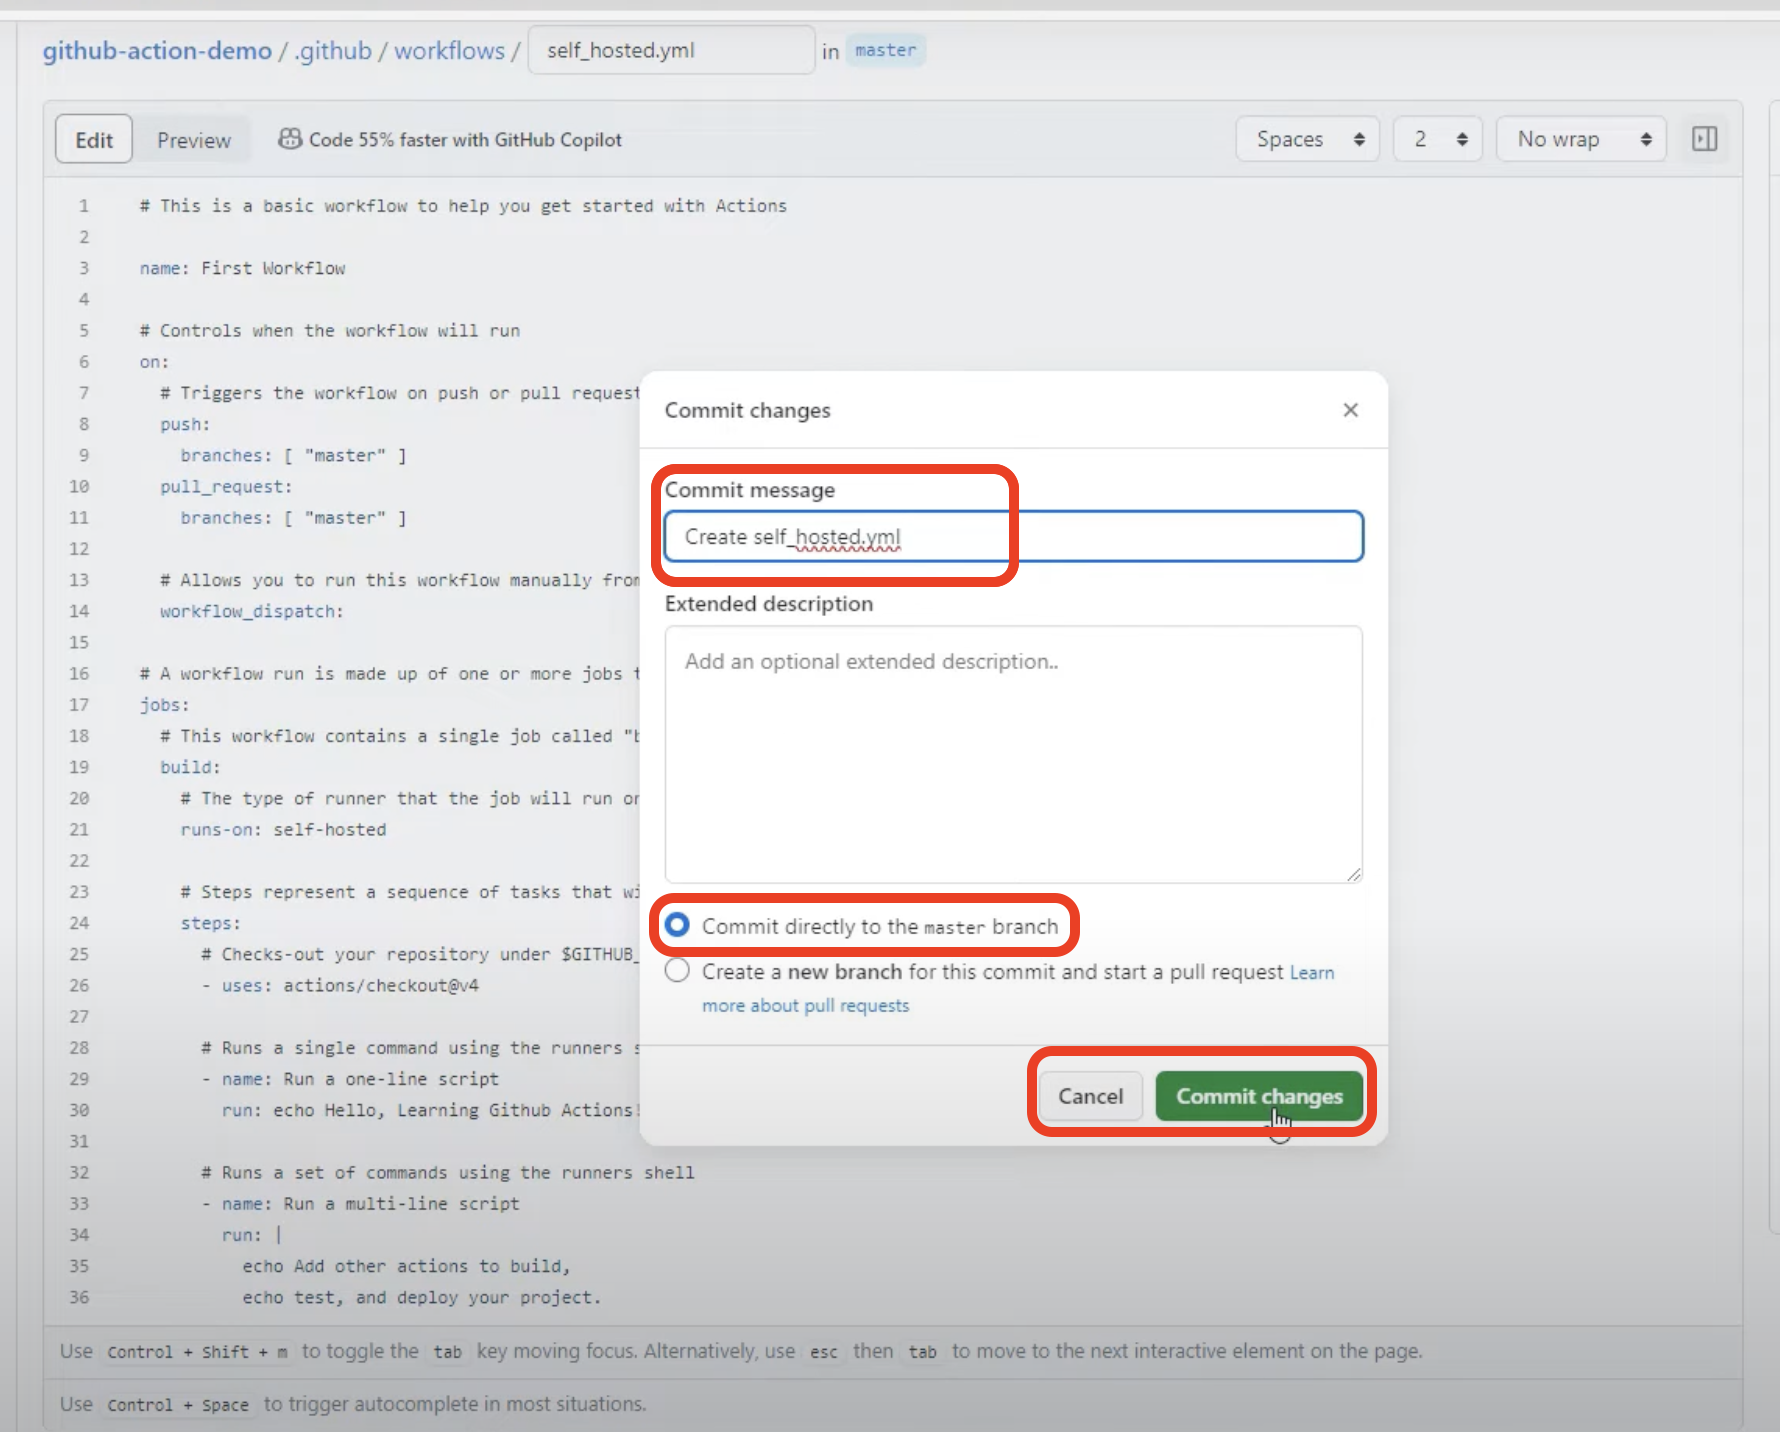 github-action-demo / .github / workflows / self_hosted.yml in master
Edit Preview Code 55% faster with GitHub Copilot Spaces 2 No wrap
1 # This is a basic workflow to help you get started with Actions
2
3 name: First Workflow
4
5 # Controls when the workflow will run
6 on:
7 # Triggers the workflow on push or pull request
8 push:
9 branches: [ "master" ]
10 pull_request:
11 branches: [ "master" ]
12
13 # Allows you to run this workflow manually from
14 workflow_dispatch:
15
16 # A workflow run is made up of one or more jobs t
17 jobs:
18 # This workflow contains a single job called "b
19 build:
20 # The type of runner that the job will run on
21 runs-on: self-hosted
22
23 # Steps represent a sequence of tasks that wi
24 steps:
25 # Checks-out your repository under $GITHUB_
26 - uses: actions/checkout@v4
27
28 # Runs a single command using the runners s
29 - name: Run a one-line script
30 run: echo Hello, Learning Github Actions!
31
32 # Runs a set of commands using the runners shell
33 - name: Run a multi-line script
34 run: |
35 echo Add other actions to build,
36 echo test, and deploy your project.
Commit changes
Commit message
Create self_hosted.yml
Extended description
Add an optional extended description..
Commit directly to the master branch
Create a new branch for this commit and start a pull request Learn
more about pull requests
Cancel Commit changes
Use Control + Shift + m to toggle the tab key moving focus. Alternatively, use esc then tab to move to the next interactive element on the page.
Use Control + Space to trigger autocomplete in most situations.